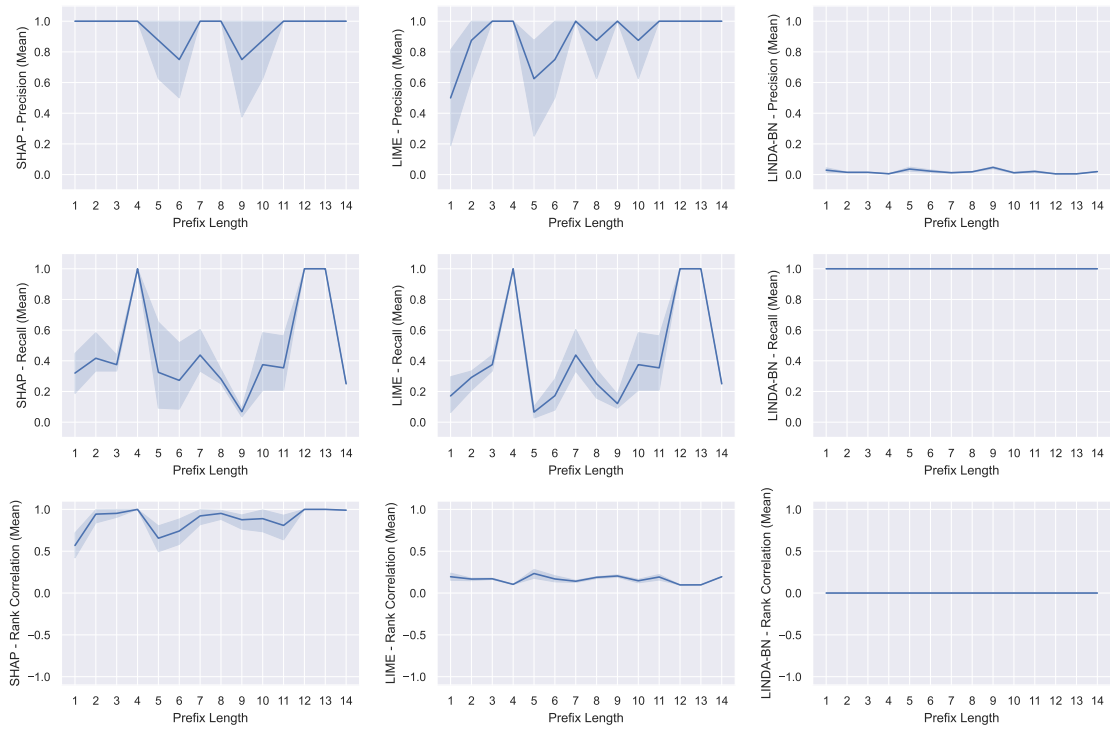 SHAP - Precision (Mean)
1.0
0.8
0.6
0.4
0.2
0.0
1 2 3 4 5 6 7 8 9 10 11 12 13 14
Prefix Length
LIME - Precision (Mean)
1.0
0.8
0.6
0.4
0.2
0.0
1 2 3 4 5 6 7 8 9 10 11 12 13 14
Prefix Length
LINDA-BN - Precision (Mean)
1.0
0.8
0.6
0.4
0.2
0.0
1 2 3 4 5 6 7 8 9 10 11 12 13 14
Prefix Length
SHAP - Recall (Mean)
1.0
0.8
0.6
0.4
0.2
0.0
1 2 3 4 5 6 7 8 9 10 11 12 13 14
Prefix Length
LIME - Recall (Mean)
1.0
0.8
0.6
0.4
0.2
0.0
1 2 3 4 5 6 7 8 9 10 11 12 13 14
Prefix Length
LINDA-BN - Recall (Mean)
1.0
0.8
0.6
0.4
0.2
0.0
1 2 3 4 5 6 7 8 9 10 11 12 13 14
Prefix Length
SHAP - Rank Correlation (Mean)
1.0
0.5
0.0
−0.5
−1.0
1 2 3 4 5 6 7 8 9 10 11 12 13 14
Prefix Length
LIME - Rank Correlation (Mean)
1.0
0.5
0.0
−0.5
−1.0
1 2 3 4 5 6 7 8 9 10 11 12 13 14
Prefix Length
LINDA-BN - Rank Correlation (Mean)
1.0
0.5
0.0
−0.5
−1.0
1 2 3 4 5 6 7 8 9 10 11 12 13 14
Prefix Length